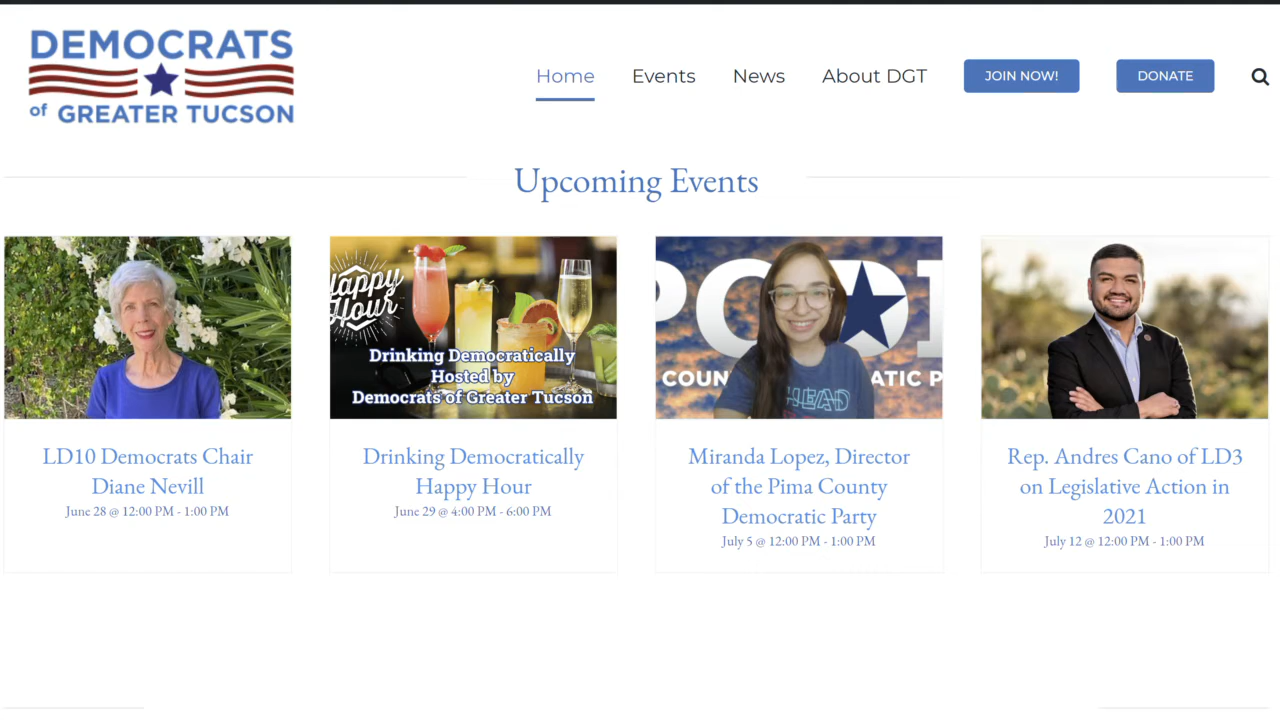 DEMOCRATS
of GREATER TUCSON
Home
Events
News
About DGT
JOIN NOW!
DONATE
Upcoming Events
Happy
Hour
Drinking Democratically
Hosted by
Democrats of Greater Tucson
AHEAD
LD10 Democrats Chair
Diane Nevill
June 28 @ 12:00 PM - 1:00 PM
Drinking Democratically
Happy Hour
June 29 @ 4:00 PM - 6:00 PM
Miranda Lopez, Director
of the Pima County
Democratic Party
July 5 @ 12:00 PM - 1:00 PM
Rep. Andres Cano of LD3
on Legislative Action in
2021
July 12 @ 12:00 PM - 1:00 PM